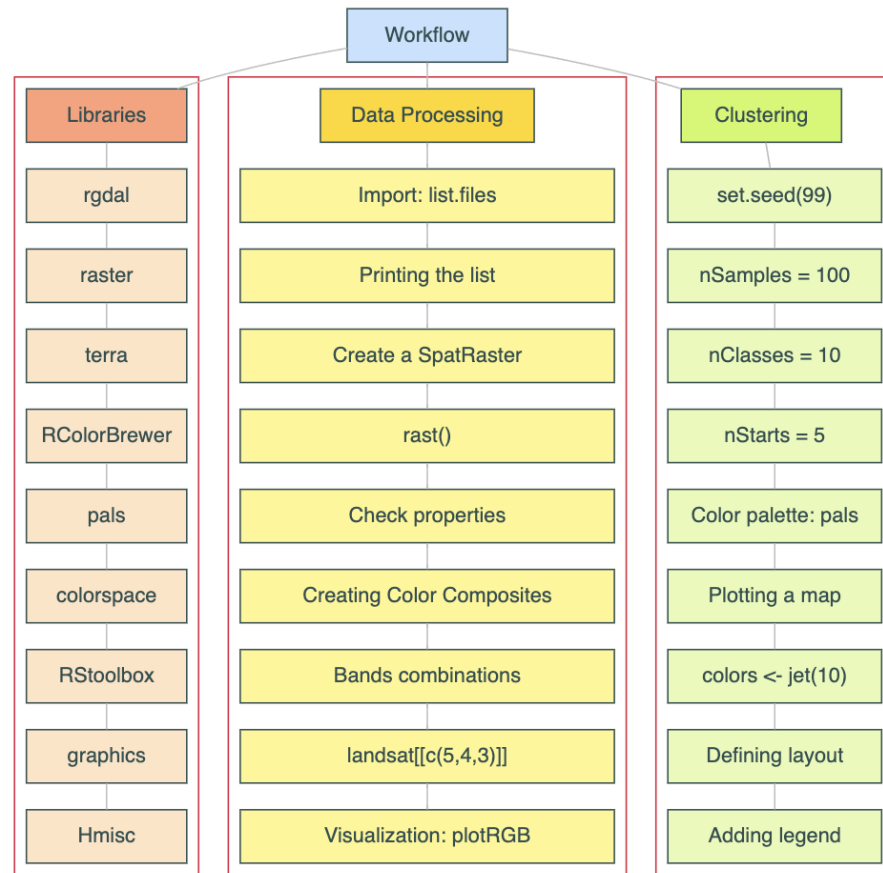 Workflow
Libraries
rgdal
raster
terra
RColorBrewer
pals
colorspace
RStoolbox
graphics
Hmisc
Data Processing
Import: list.files
Printing the list
Create a SpatRaster
rast()
Check properties
Creating Color Composites
Bands combinations
landsat[[c(5,4,3)]]
Visualization: plotRGB
Clustering
set.seed(99)
nSamples = 100
nClasses = 10
nStarts = 5
Color palette: pals
Plotting a map
colors <- jet(10)
Defining layout
Adding legend